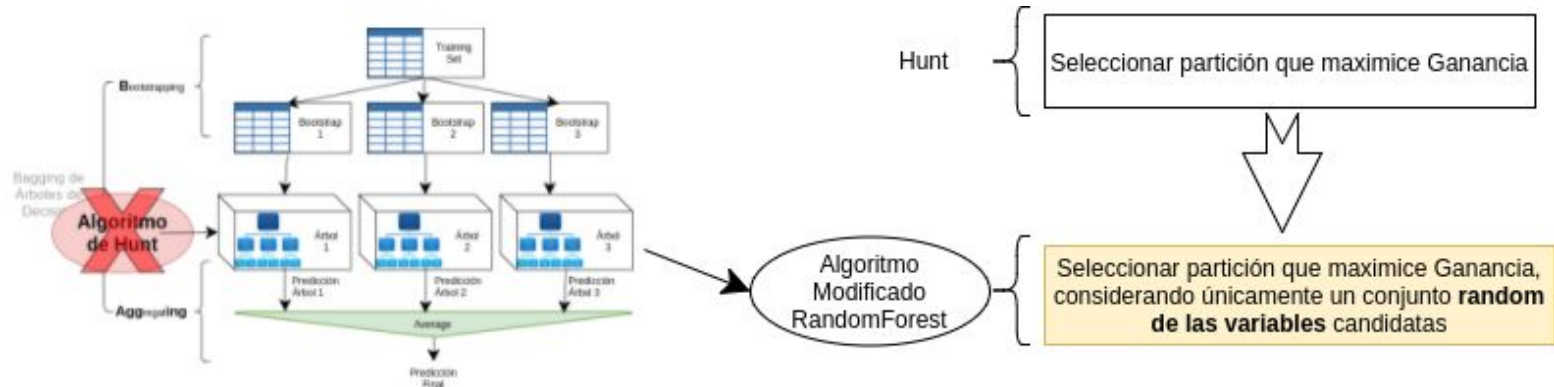 Training
Set
Bootstrapping
Bootstrap
1
Bootstrap
2
Bootstrap
3
Bagging de
Árboles de
Decisión
Algoritmo
de Hunt
Árbol
1
Árbol
2
Árbol
3
Predicción
Árbol 1
Predicción
Árbol 2
Predicción
Árbol 3
Aggregating
Average
Predicción
Final
Hunt
Seleccionar partición que maximice Ganancia
Algoritmo
Modificado
RandomForest
Seleccionar partición que maximice Ganancia,
considerando únicamente un conjunto random
de las variables candidatas